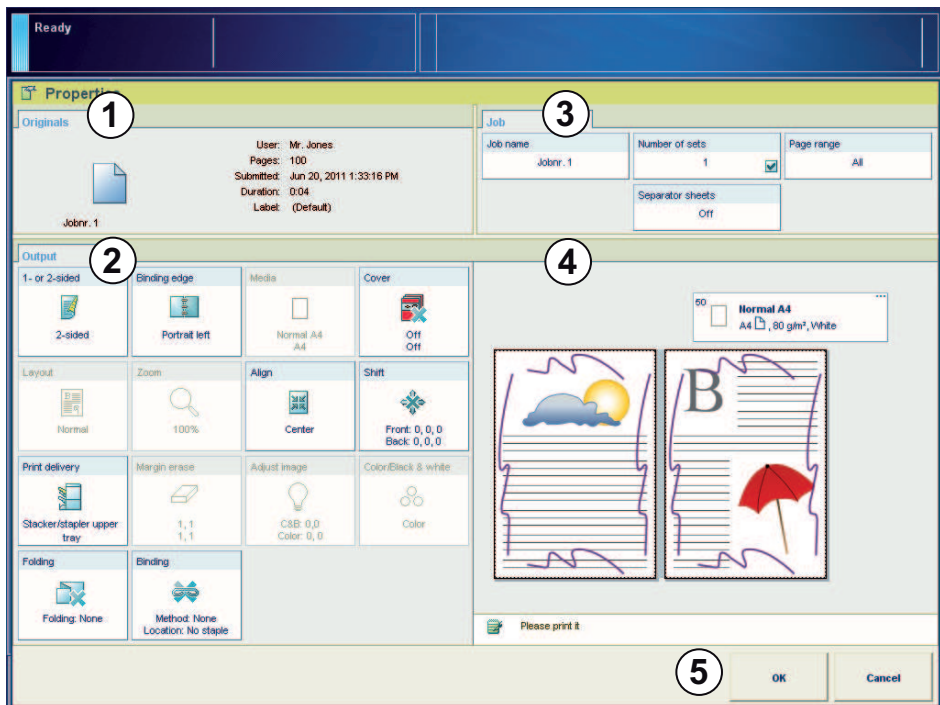 Ready
Properties
1
Originals
User: Mr. Jones
Pages: 100
Submitted: Jun 20, 2011 1:33:16 PM
Duration: 0:04
Label: (Default)
Jobnr. 1
3
Job
Job name
Jobnr. 1
Number of sets
1
Page range
All
Separator sheets
Off
2
Output
1- or 2-sided
2-sided
Binding edge
Portrait left
Media
Normal A4
A4
Cover
Off
Off
Layout
Normal
Zoom
100%
Align
Center
Shift
Front: 0, 0, 0
Back: 0, 0, 0
Print delivery
Stacker/stapler upper
tray
Margin erase
1, 1
1, 1
Adjust image
C&B: 0,0
Color: 0, 0
Color/Black & white
Color
Folding
Folding: None
Binding
Method: None
Location: No staple
4
50
Normal A4
A4 , 80 g/m², White
...
B
Please print it
5
OK
Cancel